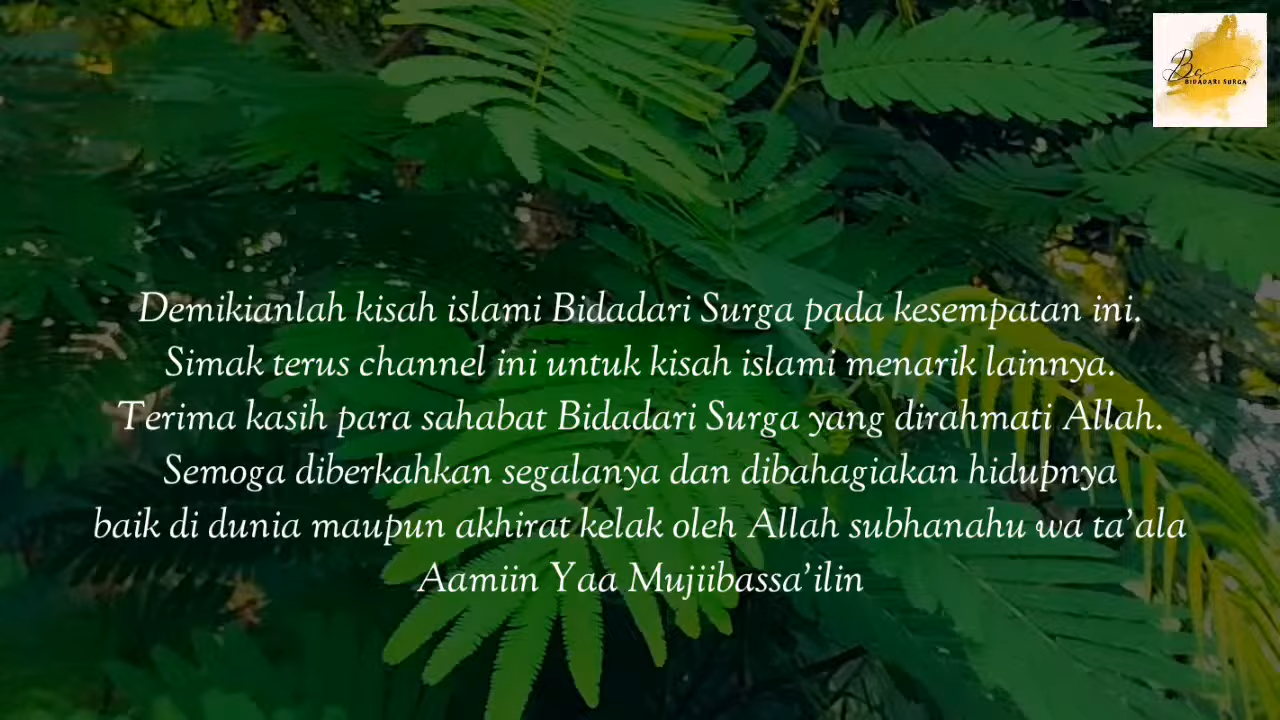 Bs
BIDADARI SURGA
Demikianlah kisah islami Bidadari Surga pada kesempatan ini.
Simak terus channel ini untuk kisah islami menarik lainnya.
Terima kasih para sahabat Bidadari Surga yang dirahmati Allah.
Semoga diberkahkan segalanya dan dibahagiakan hidupnya
baik di dunia maupun akhirat kelak oleh Allah subhanahu wa ta'ala
Aamiin Yaa Mujiibassa'ilin